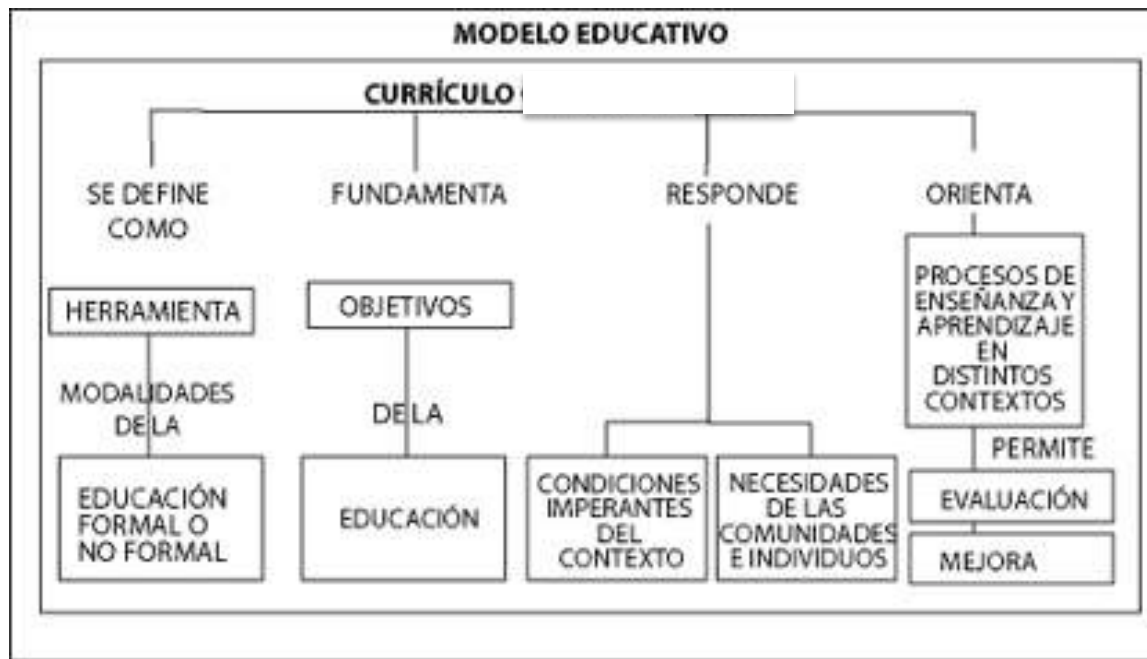 MODELO EDUCATIVO
CURRÍCULO
SE DEFINE
COMO
FUNDAMENTA
RESPONDE
ORIENTA
HERRAMIENTA
OBJETIVOS
PROCESOS DE
ENSEÑANZA Y
APRENDIZAJE
EN
DISTINTOS
CONTEXTOS
MODALIDADES
DE LA
DE LA
PERMITE
EDUCACIÓN
FORMAL O
NO FORMAL
EDUCACIÓN
CONDICIONES
IMPERANTES
DEL
CONTEXTO
NECESIDADES
DE LAS
COMUNIDADES
E INDIVIDUOS
EVALUACIÓN
MEJORA